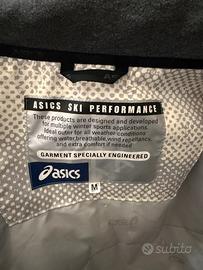 ASICS SKI PERFORMANCE
These products are designed and developed
for multiple winter sports applications.
Ideal outer for all weather conditions
offering water,breathable,wind repellency,
and extra comfort if needed
GARMENT SPECIALLY ENGINEERED
asics
M
subito